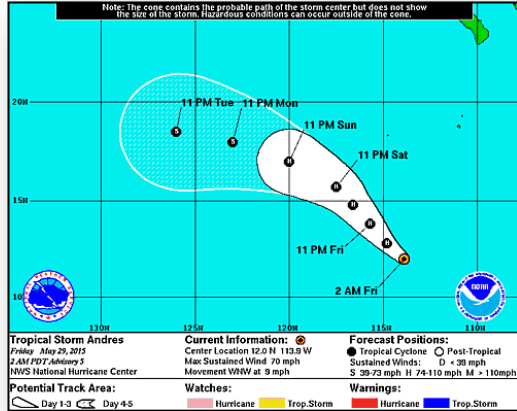 Note: The cone contains the probable path of the storm center but does not show
the size of the storm. Hazardous conditions can occur outside of the cone.
20N
11 PM Tue 11 PM Mon
11 PM Sun
S S H
11 PM Sat
H
15N
H
H
11 PM Fri
H
2 AM Fri
10N
NOAA
130W 125W 120W 115W 110W
Tropical Storm Andres
Friday May 29, 2015
2 AM PDT Advisory 5
NWS National Hurricane Center
Current Information:
Center Location 12.0 N 113.9 W
Max Sustained Wind 70 mph
Movement WNW at 9 mph
Forecast Positions:
Tropical Cyclone Post-Tropical
Sustained Winds: D < 39 mph
S 39-73 mph H 74-110 mph M > 110mph
Potential Track Area:
Day 1-3 Day 4-5
Watches:
Hurricane Trop.Storm
Warnings:
Hurricane Trop.Storm